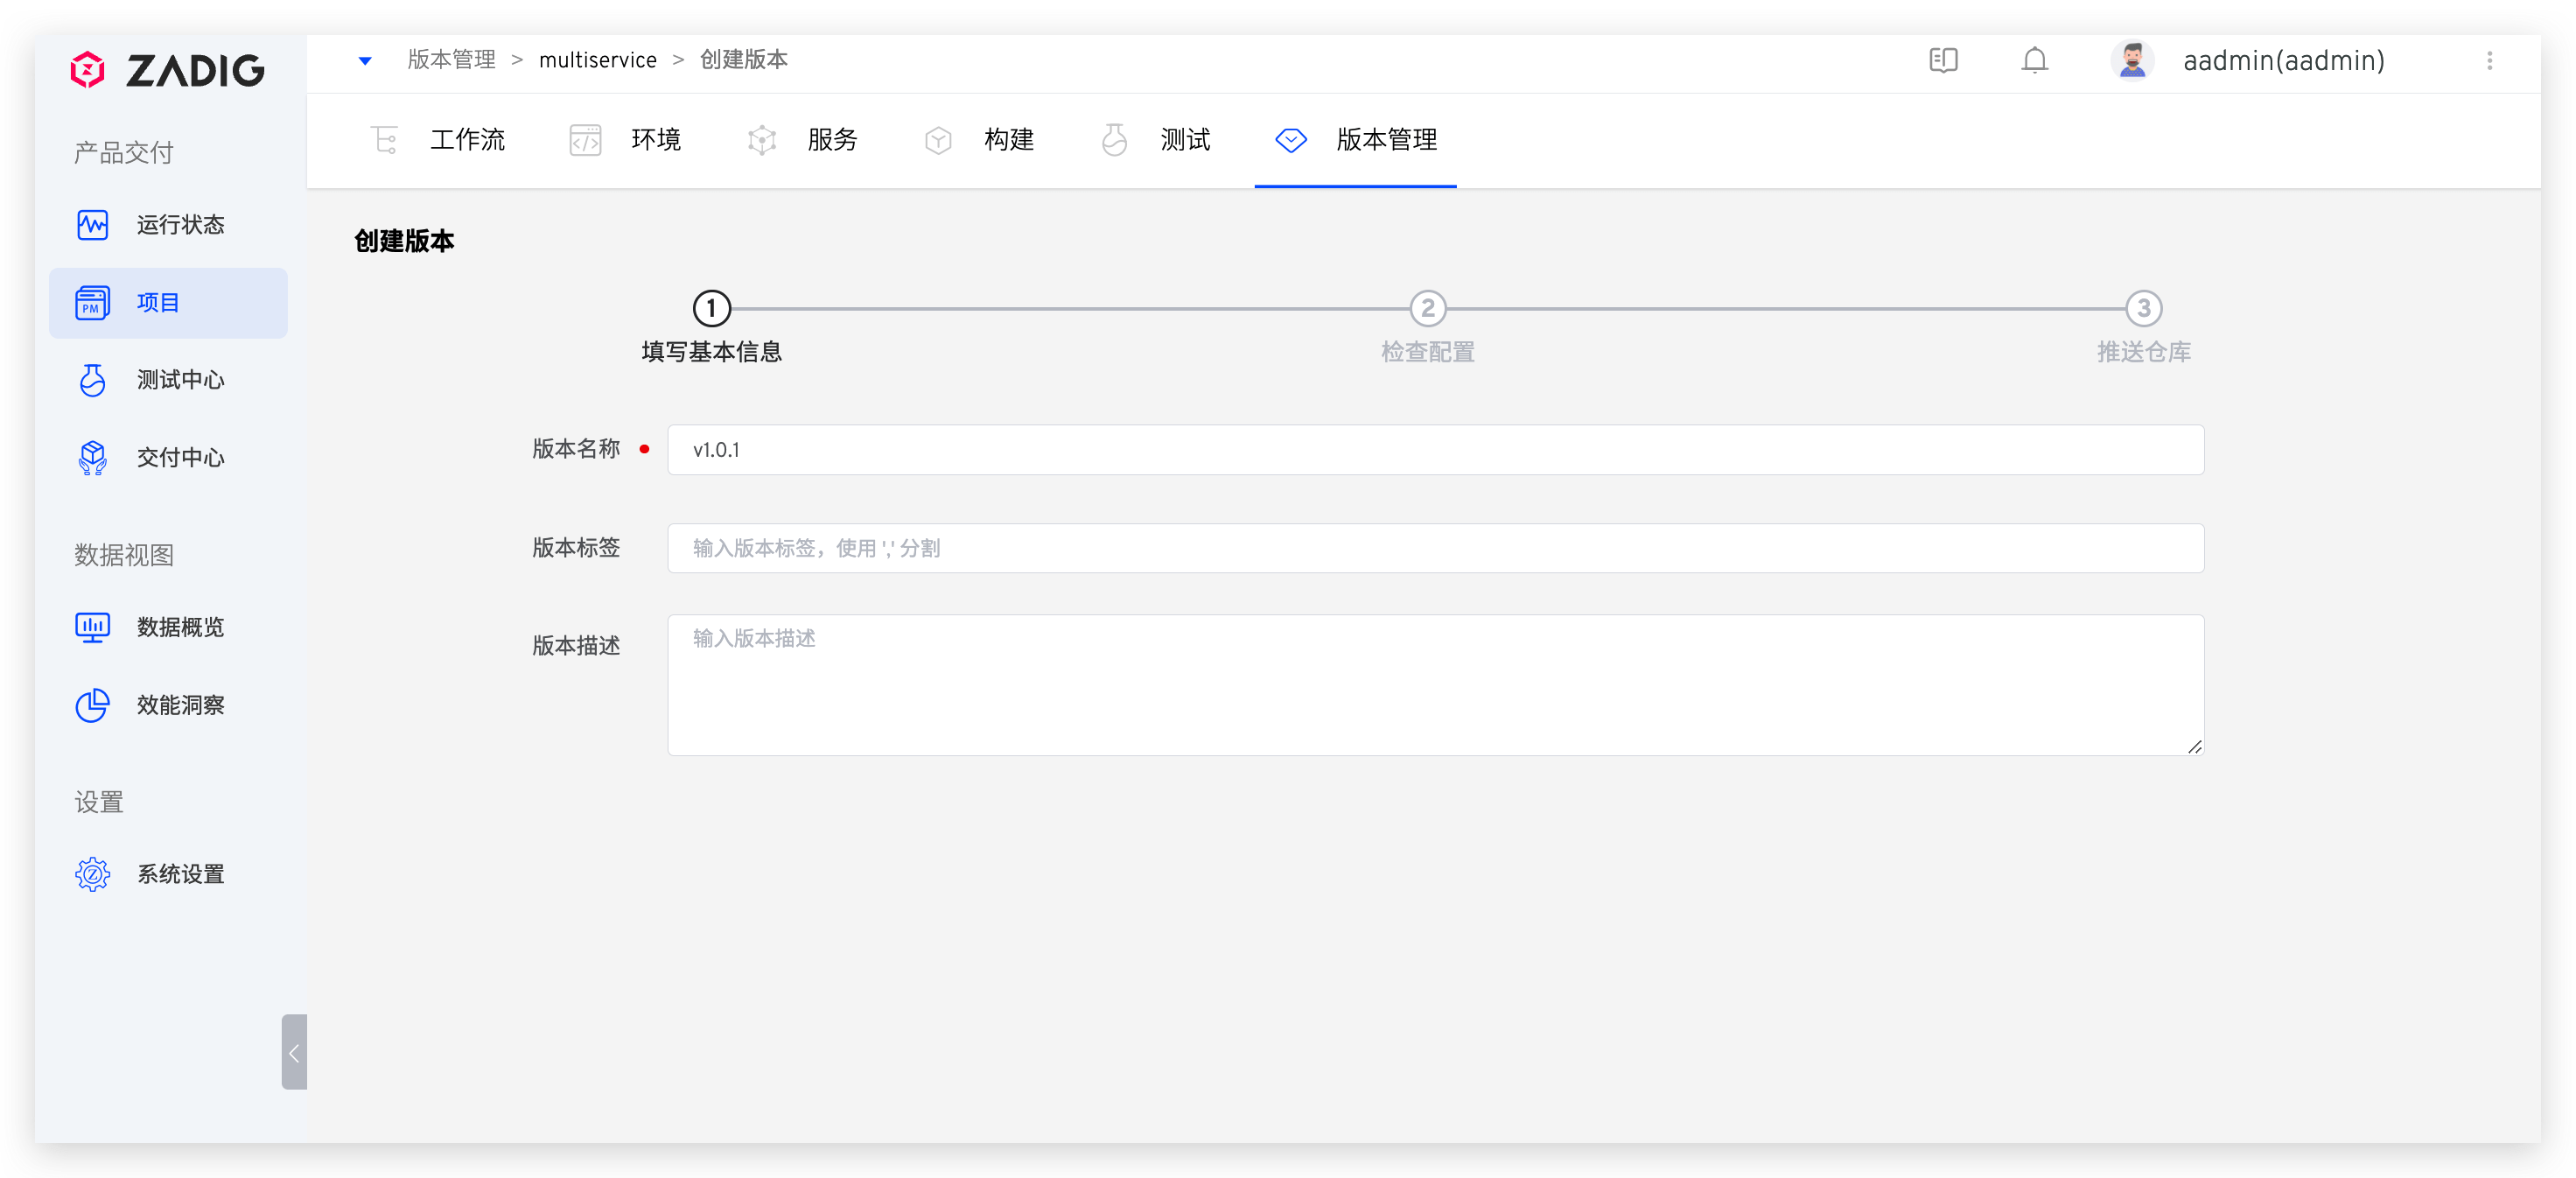 ZADIG
产品交付
运行状态
PM
项目
测试中心
交付中心
数据视图
数据概览
效能洞察
设置
系统设置
版本管理 > multiservice > 创建版本
aadmin(aadmin)
工作流 环境 服务 构建 测试 版本管理
创建版本
1 2 3
填写基本信息 检查配置 推送仓库
版本名称 v1.0.1
版本标签 输入版本标签，使用 ',' 分割
版本描述 输入版本描述